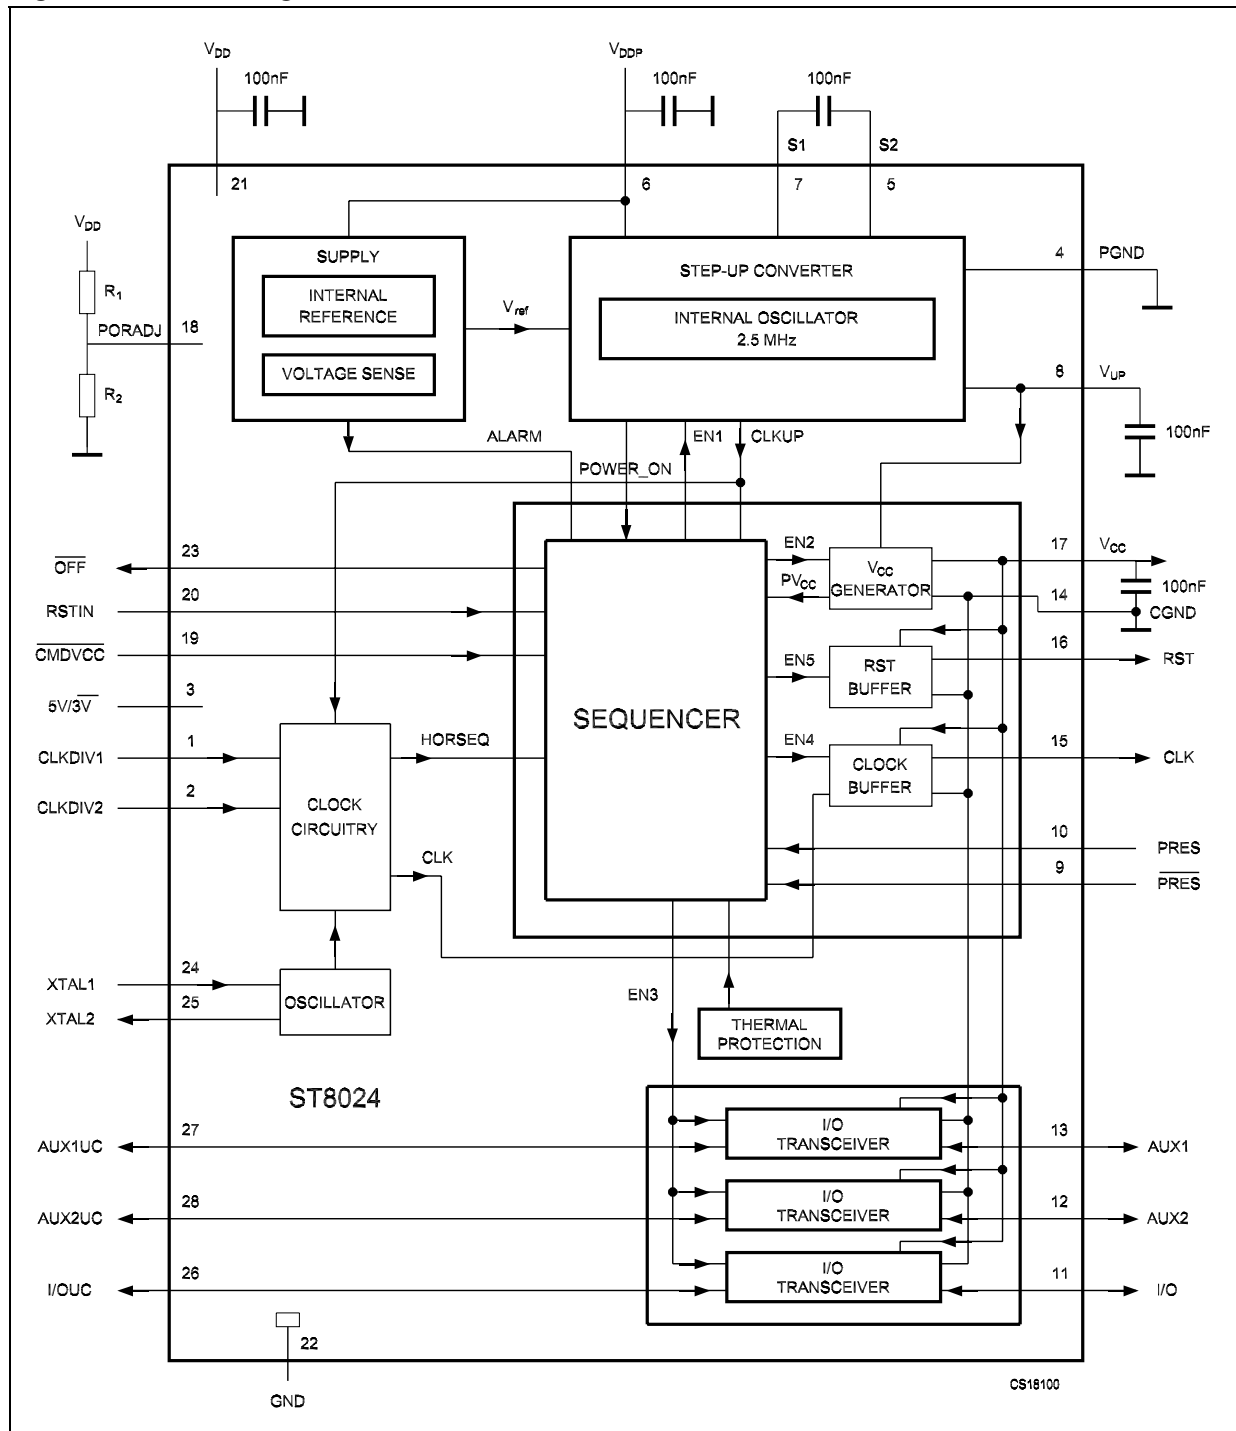 VDD
VDDP
100nF
100nF
100nF
S1
S2
21
6
7
5
VDD
SUPPLY
STEP-UP CONVERTER
4
PGND
R1
INTERNAL
REFERENCE
Vref
INTERNAL OSCILLATOR
2.5 MHz
PORADJ
18
VOLTAGE SENSE
8
VUP
R2
100nF
ALARM
EN1
CLKUP
POWER_ON
23
OFF
EN2
VCC
GENERATOR
PVCC
17
VCC
100nF
20
RSTIN
14
CGND
19
CMDVCC
16
RST
EN5
RST
BUFFER
3
5V/3V
SEQUENCER
1
CLKDIV1
HORSEQ
EN4
CLOCK
BUFFER
15
CLK
2
CLKDIV2
CLOCK
CIRCUITRY
10
PRES
CLK
9
PRES
24
XTAL1
25
XTAL2
OSCILLATOR
EN3
THERMAL
PROTECTION
ST8024
27
AUX1UC
I/O
TRANSCEIVER
13
AUX1
28
AUX2UC
I/O
TRANSCEIVER
12
AUX2
26
I/OUC
I/O
TRANSCEIVER
11
I/O
22
GND
CS18100